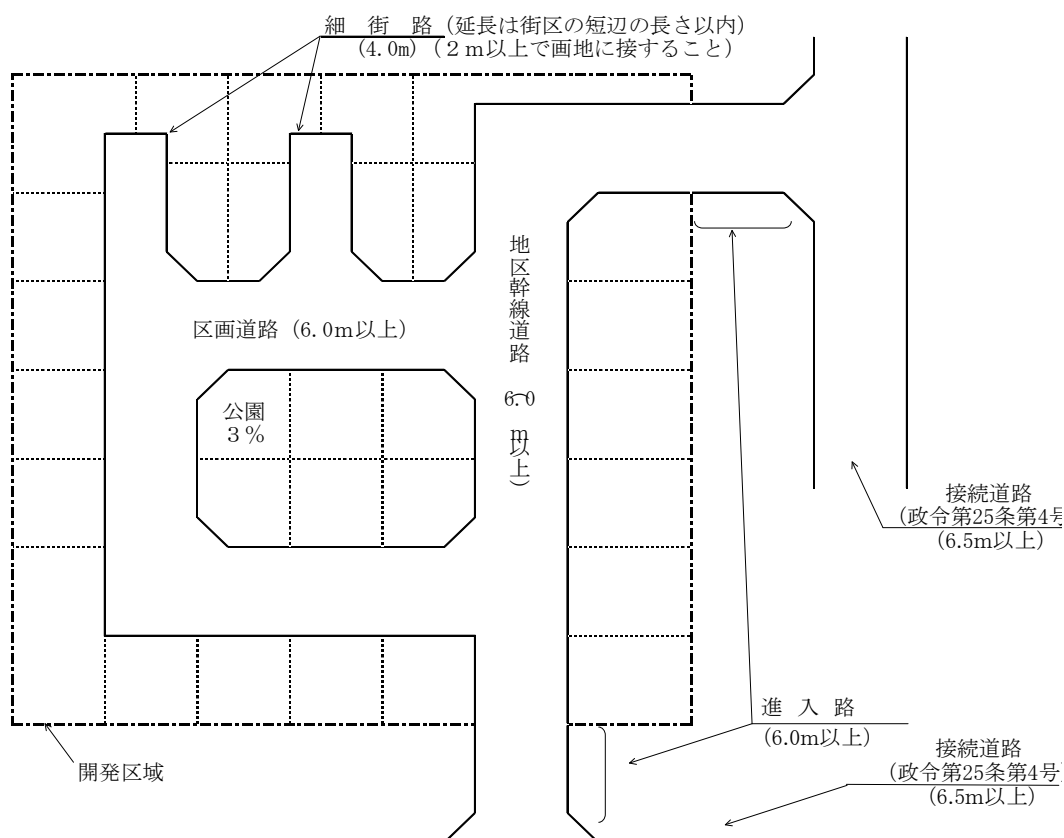 細　街　路 (延長は街区の短辺の長さ以内)
(4.0m) (２ｍ以上で画地に接すること)
地区幹線道路（6.0ｍ以上）
区画道路 (6.0m以上)
公園
３%
接続道路
(政令第25条第4号
(6.5m以上)
進　入　路
(6.0m以上)
開発区域
接続道路
(政令第25条第4号)
(6.5m以上)